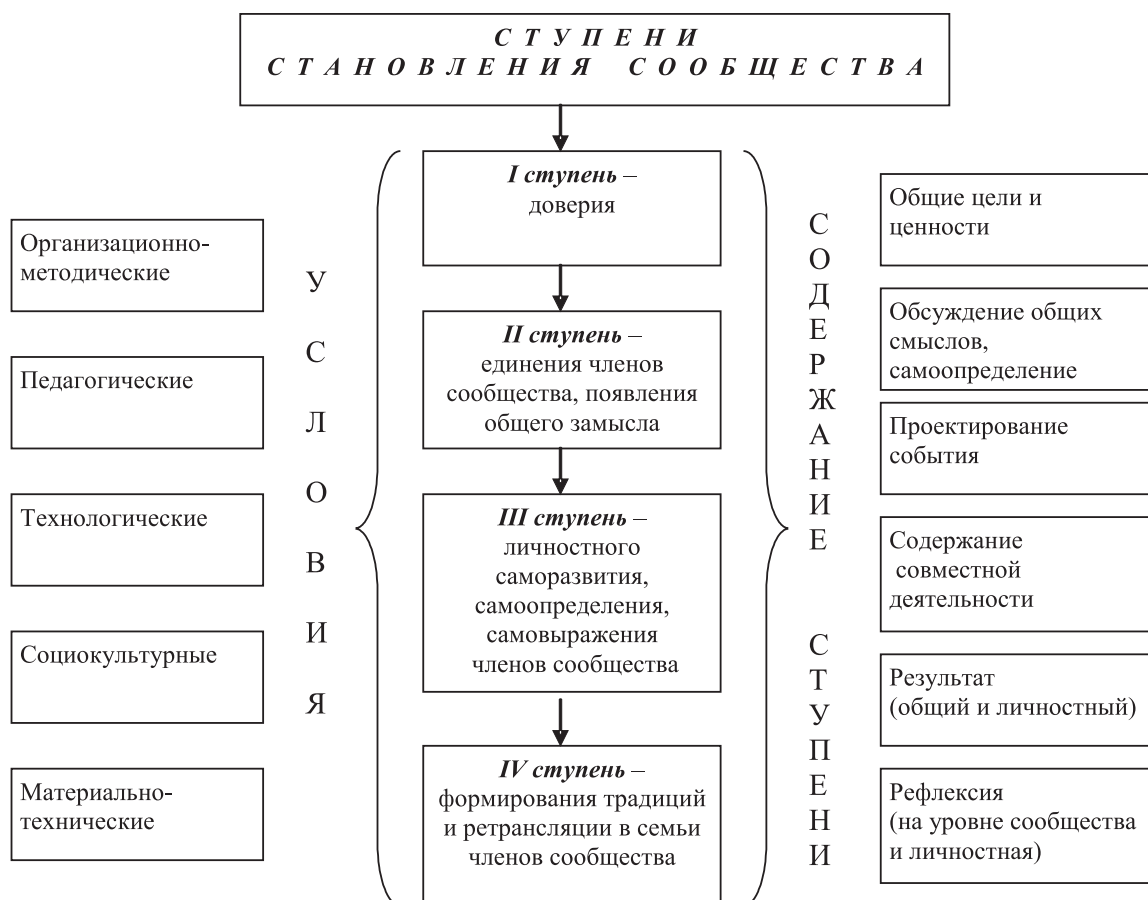 С Т У П Е Н И
С Т А Н О В Л Е Н И Я С О О Б Щ Е С Т В А
Организационно-
методические
Педагогические
Технологические
Социокультурные
Материально-
технические
У С Л О В И Я
I ступень –
доверия
II ступень –
единения членов
сообщества, появления
общего замысла
III ступень –
личностного
саморазвития,
самоопределения,
самовыражения
членов сообщества
IV ступень –
формирования традиций
и ретрансляции в семьи
членов сообщества
С О Д Е Р Ж А Н И Е С Т У П Е Н И
Общие цели и
ценности
Обсуждение общих
смыслов,
самоопределение
Проектирование
события
Содержание
совместной
деятельности
Результат
(общий и личностный)
Рефлексия
(на уровне сообщества
и личностная)